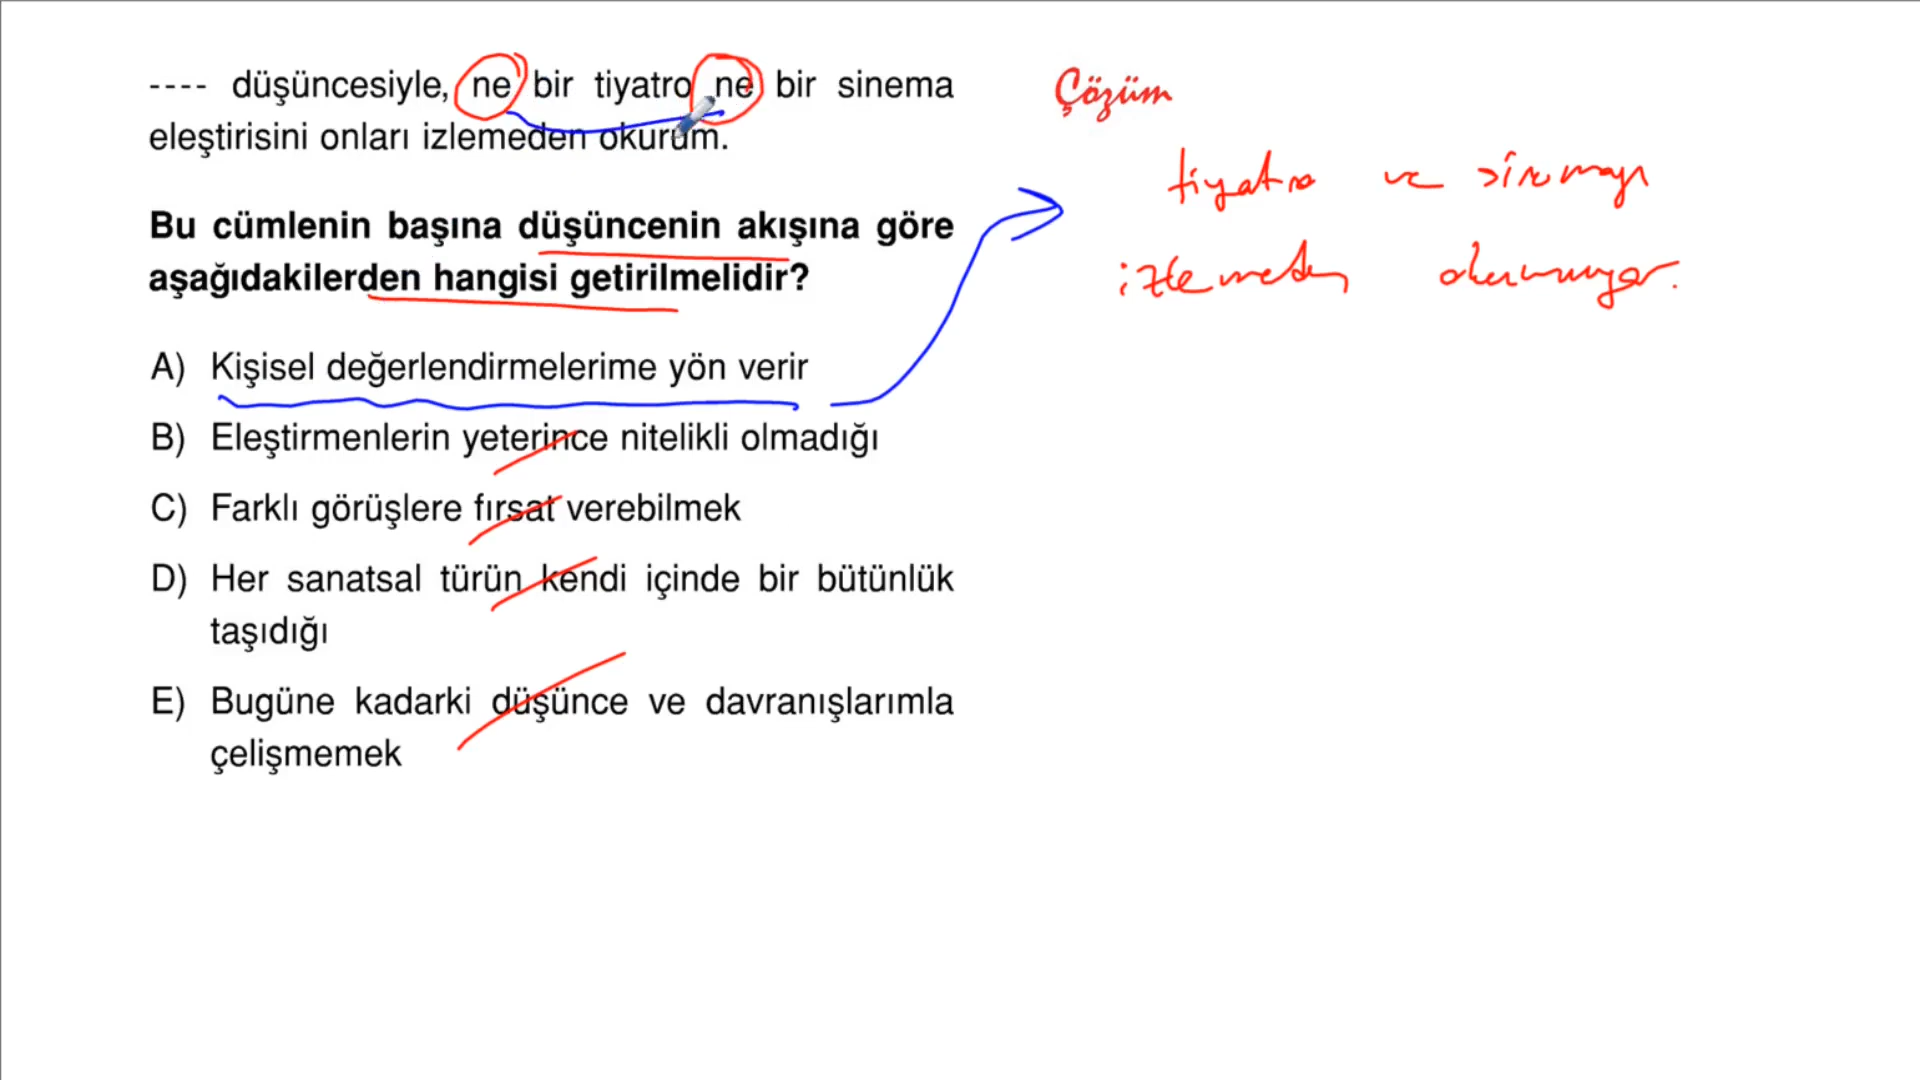 ---- düşüncesiyle, ne bir tiyatro ne bir sinema
eleştirisini onları izlemeden okurum.
Bu cümlenin başına düşüncenin akışına göre
aşağıdakilerden hangisi getirilmelidir?
A) Kişisel değerlendirmelerime yön verir
B) Eleştirmenlerin yeterince nitelikli olmadığı
C) Farklı görüşlere fırsat verebilmek
D) Her sanatsal türün kendi içinde bir bütünlük
taşıdığı
E) Bugüne kadarki düşünce ve davranışlarımla
çelişmemek
Çözüm
tiyatro ve sinemayı
izlemeden okumuyor.